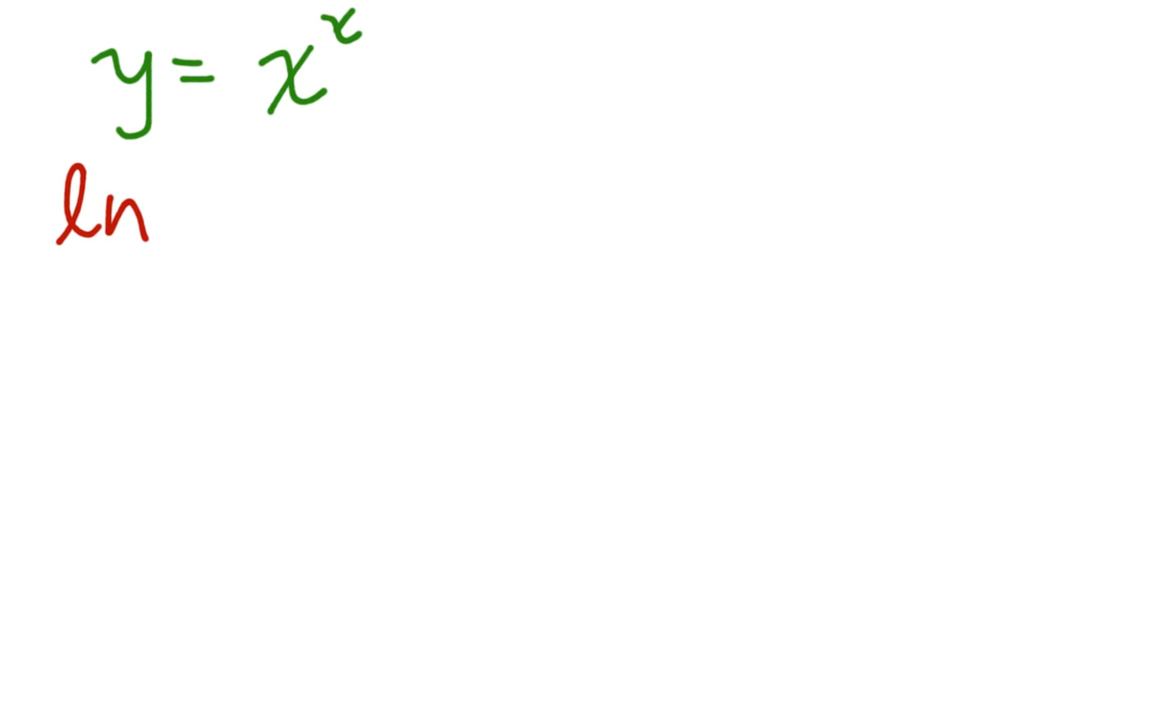 y = x^x
ln